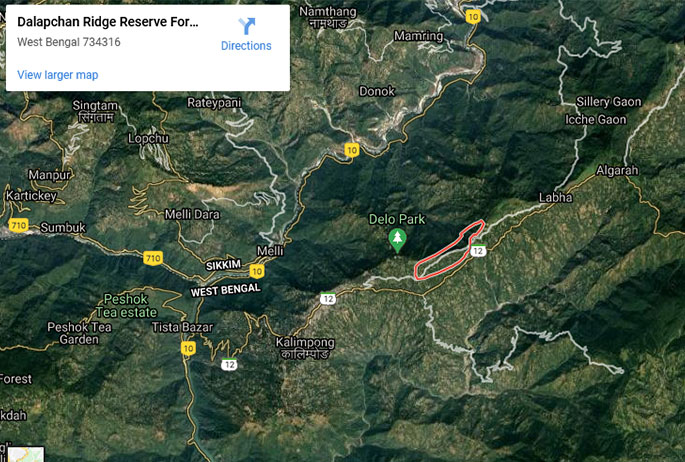 Dalapchan Ridge Reserve For...
West Bengal 734316
Directions
View larger map
10
Namthang
नामथाङ
Mamring
Donok
Rateypani
Singtam
सिंगताम
Lopchu
Sillery Gaon
Icche Gaon
Manpur
Kartickey
10
Algarah
Labha
Melli Dara
Delo Park
710
Sumbuk
Melli
12
710
SIKKIM
10
WEST BENGAL
12
Peshok
Tea estate
Peshok Tea
Garden
Tista Bazar
Kalimpong
10
12
Forest